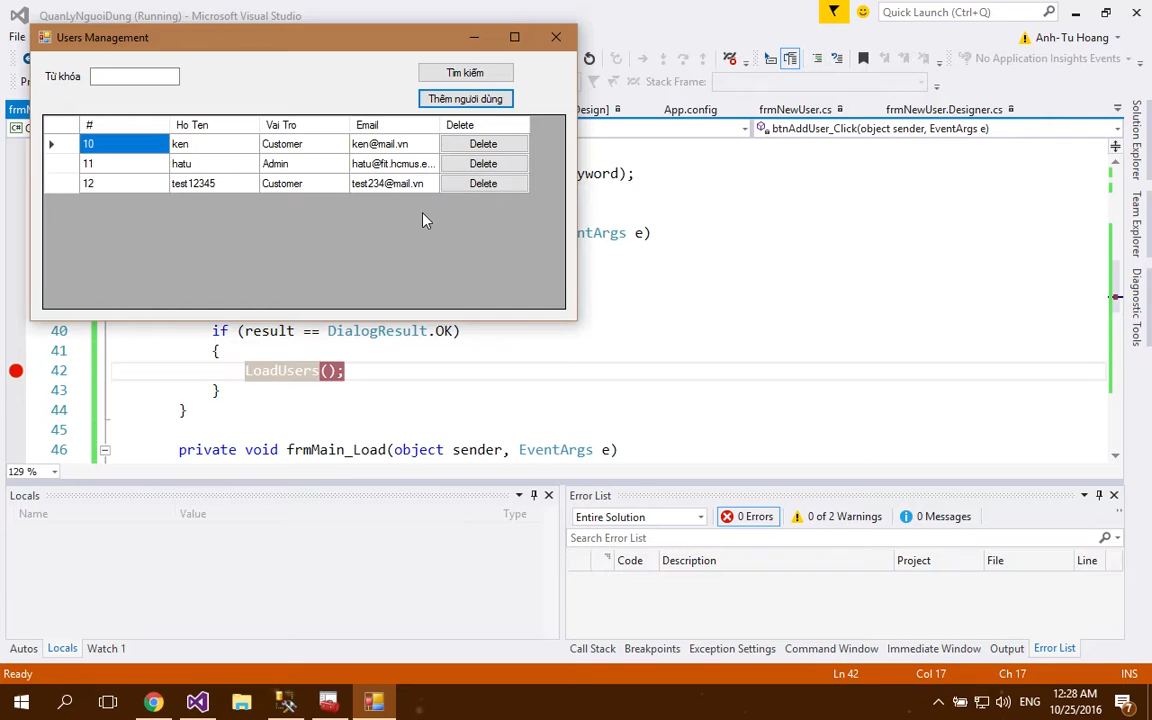 QuanLyNguoiDung (Running) - Microsoft Visual Studio
Quick Launch (Ctrl+Q)
Users Management
File
Anh-Tu Hoang
No Application Insights Events
Từ khóa
Tìm kiếm
Thêm người dùng
Stack Frame:
App.config
frmNewUser.cs
frmNewUser.Designer.cs
btnAddUser_Click(object sender, EventArgs e)
# Ho Ten Vai Tro Email Delete
10 ken Customer ken@mail.vn Delete
11 hatu Admin hatu@fit.hcmus.e... Delete
12 test12345 Customer test234@mail.vn Delete
yword);
ntArgs e)
40 if (result == DialogResult.OK)
41 {
42 LoadUsers();
43 }
44 }
45
46 private void frmMain_Load(object sender, EventArgs e)
129 %
Locals
Name Value Type
Error List
Entire Solution 0 Errors 0 of 2 Warnings 0 Messages
Search Error List
Code Description Project File Line
Autos Locals Watch 1
Call Stack Breakpoints Exception Settings Command Window Immediate Window Output Error List
Ready Ln 42 Col 17 Ch 17 INS
ENG 12:28 AM
10/25/2016
7
Solution Explorer
Team Explorer
Diagnostic Tools